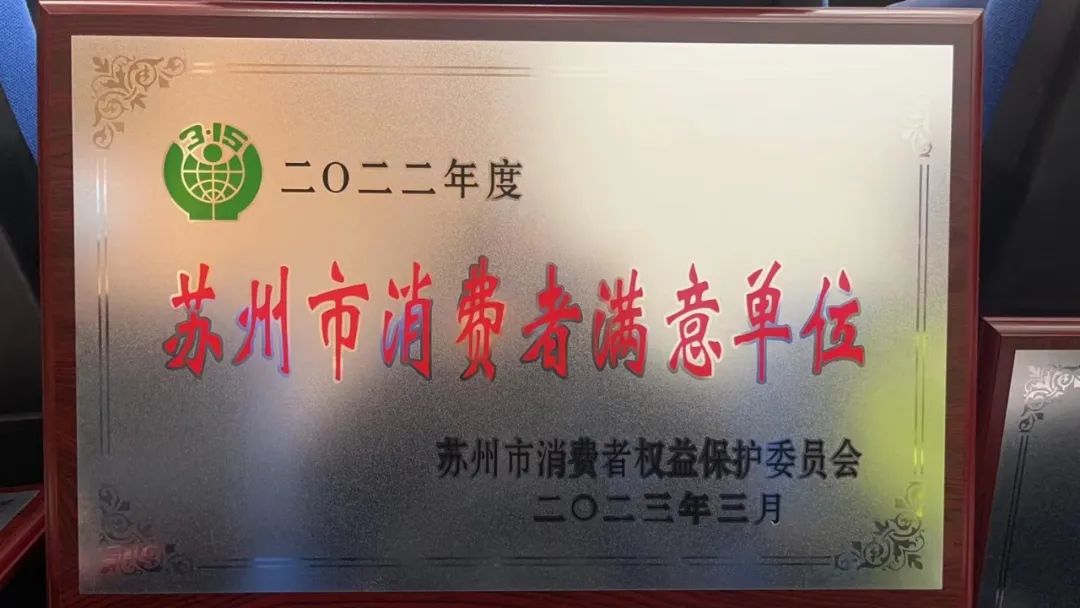 3·15
二〇二二年度
苏州市消费者满意单位
苏州市消费者权益保护委员会
二〇二三年三月